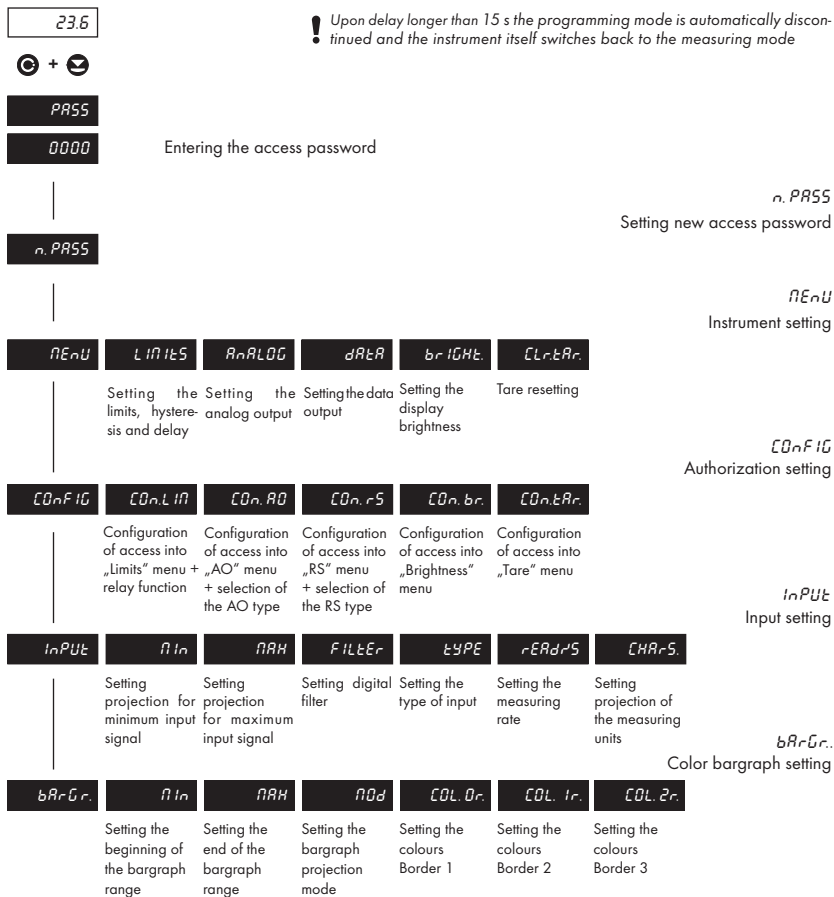 23.6
! Upon delay longer than 15 s the programming mode is automatically discon-
tinued and the instrument itself switches back to the measuring mode
+
PASS
0000 Entering the access password
n. PASS
Setting new access password
n. PASS
MEnU
Instrument setting
MEnU LIMItS AnALOG dAtA brIGHt. CLr.tAr.
Setting the limits, hystere-
sis and delay
Setting the
analog output
Setting the data
output
Setting the
display
brightness
Tare resetting
COnFIG
Authorization setting
COnFIG COn.LIM COn. AO COn. rS COn. br. COn.tAr.
Configuration
of access into
„Limits" menu +
relay function
Configuration
of access into
„AO" menu
+ selection of
the AO type
Configuration
of access into
„RS" menu
+ selection of
the RS type
Configuration
of access into
„Brightness"
menu
Configuration
of access into
„Tare" menu
InPUt
Input setting
InPUt MIn MAX FILtEr tYPE rEAd/S CHArS.
Setting
projection for
minimum input
signal
Setting
projection
for maximum
input signal
Setting digital
filter
Setting the
type of input
Setting the
measuring
rate
Setting
projection of
the measuring
units
bArGr..
Color bargraph setting
bArGr. MIn MAX MOd COL. 0r. COL. 1r. COL. 2r.
Setting the
beginning of
the bargraph
range
Setting the
end of the
bargraph
range
Setting the
bargraph
projection
mode
Setting the
colours
Border 1
Setting the
colours
Border 2
Setting the
colours
Border 3